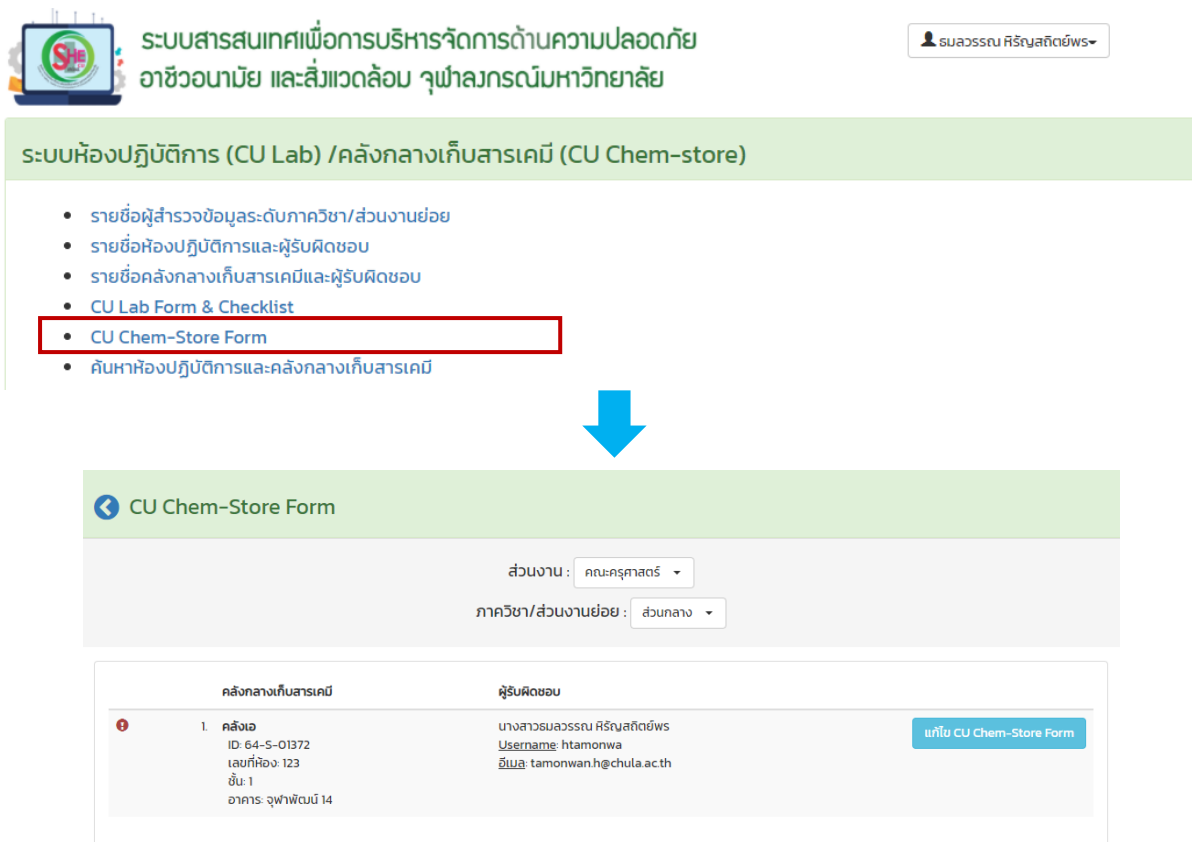 SHE
ระบบสารสนเทศเพื่อการบริหารจัดการด้านความปลอดภัย
อาชีวอนามัย และสิ่งแวดล้อม จุฬาลงกรณ์มหาวิทยาลัย
ธมลวรรณ หิรัญสถิตย์พร
ระบบห้องปฏิบัติการ (CU Lab) /คลังกลางเก็บสารเคมี (CU Chem-store)
รายชื่อผู้สำรวจข้อมูลระดับภาควิชา/ส่วนงานย่อย
รายชื่อห้องปฏิบัติการและผู้รับผิดชอบ
รายชื่อคลังกลางเก็บสารเคมีและผู้รับผิดชอบ
CU Lab Form & Checklist
CU Chem-Store Form
ค้นหาห้องปฏิบัติการและคลังกลางเก็บสารเคมี
CU Chem-Store Form
ส่วนงาน : คณะครุศาสตร์
ภาควิชา/ส่วนงานย่อย : ส่วนกลาง
คลังกลางเก็บสารเคมี ผู้รับผิดชอบ
1. คลังเอ นางสาวธมลวรรณ หิรัญสถิตย์พร แก้ไข CU Chem-Store Form
ID: 64-S-01372 Username: htamonwa
เลขที่ห้อง: 123 อีเมล: tamonwan.h@chula.ac.th
ชั้น: 1
อาคาร: จุฬาพัฒน์ 14